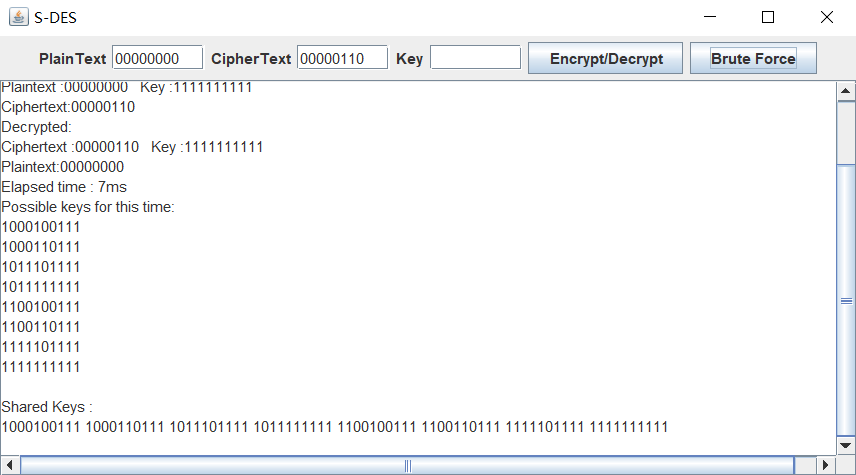 S-DES
PlainText 00000000 CipherText 00000110 Key Encrypt/Decrypt Brute Force
Plaintext :00000000 Key :1111111111
Ciphertext:00000110
Decrypted:
Ciphertext :00000110 Key :1111111111
Plaintext:00000000
Elapsed time : 7ms
Possible keys for this time:
1000100111
1000110111
1011101111
1011111111
1100100111
1100110111
1111101111
1111111111
Shared Keys :
1000100111 1000110111 1011101111 1011111111 1100100111 1100110111 1111101111 1111111111